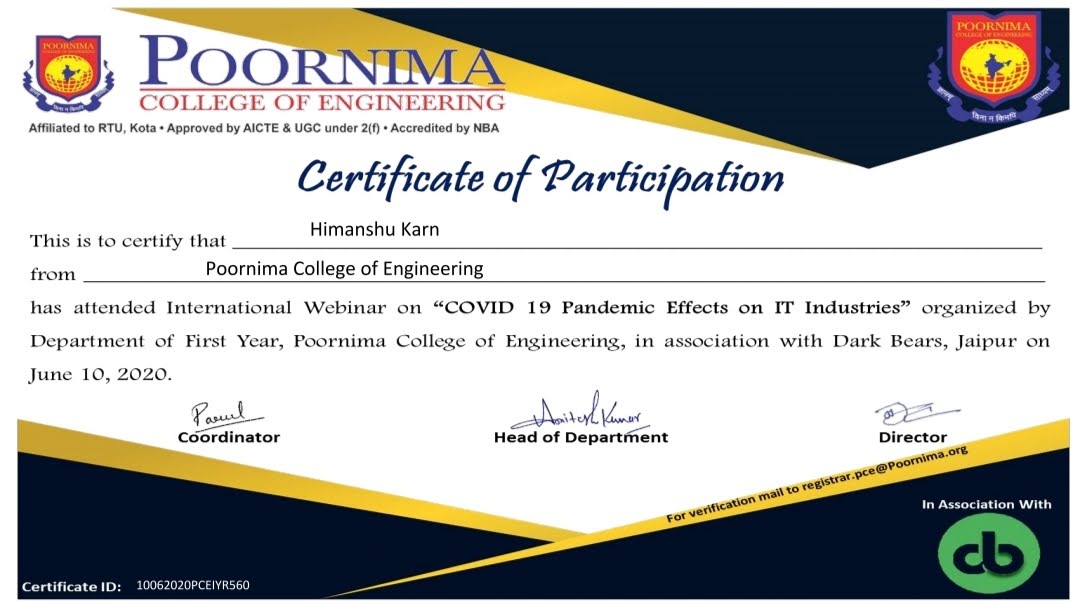 POORNIMA
COLLEGE OF ENGINEERING
POORNIMA
COLLEGE OF ENGINEERING
विना न किमपि
Affiliated to RTU, Kota • Approved by AICTE & UGC under 2(f) • Accredited by NBA
POORNIMA
COLLEGE OF ENGINEERING
विना न किमपि
Certificate of Participation
This is to certify that Himanshu Karn
from Poornima College of Engineering
has attended International Webinar on “COVID 19 Pandemic Effects on IT Industries” organized by
Department of First Year, Poornima College of Engineering, in association with Dark Bears, Jaipur on
June 10, 2020.
Amitesh Kumar
Coordinator
Head of Department
Director
For verification mail to registrar.pce@Poornima.org
In Association With
db
Certificate ID: 10062020PCEIYR560